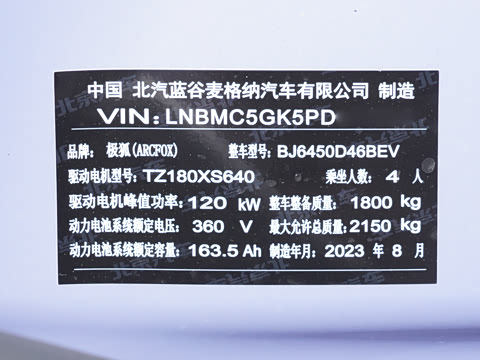 中国 北汽蓝谷麦格纳汽车有限公司 制造
VIN: LNBMC5GK5PD
品牌: 极狐(ARCFOX) 整车型号: BJ6450D46BEV
驱动电机型号: TZ180XS640 乘坐人数: 4 人
驱动电机峰值功率: 120 kW 整车整备质量: 1800 kg
动力电池系统额定电压: 360 V 最大允许总质量: 2150 kg
动力电池系统额定容量: 163.5 Ah 制造年月: 2023 年 8 月